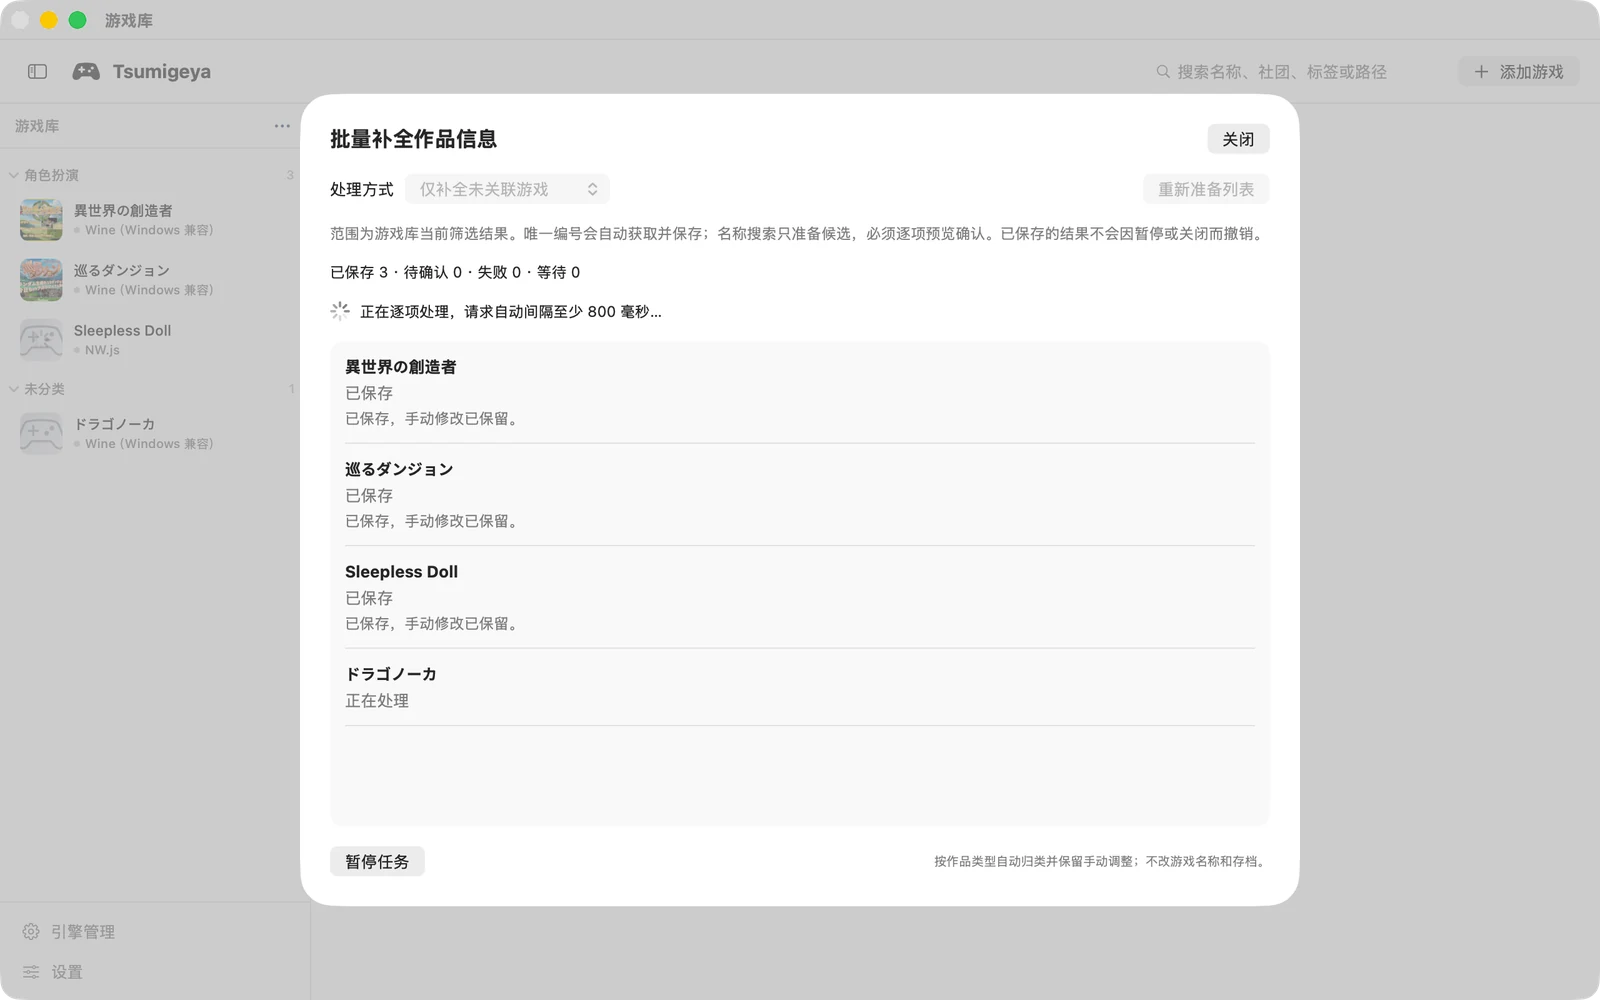 游戏库
Tsumigeya
搜索名称、社团、标签或路径
添加游戏
游戏库
角色扮演
3
異世界の創造者
Wine (Windows 兼容)
巡るダンジョン
Wine (Windows 兼容)
Sleepless Doll
NW.js
未分类
1
ドラゴノーカ
Wine (Windows 兼容)
引擎管理
设置
批量补全作品信息
关闭
处理方式
仅补全未关联游戏
重新准备列表
范围为游戏库当前筛选结果。唯一编号会自动获取并保存；名称搜索只准备候选，必须逐项预览确认。已保存的结果不会因暂停或关闭而撤销。
已保存 3 · 待确认 0 · 失败 0 · 等待 0
正在逐项处理，请求自动间隔至少 800 毫秒...
異世界の創造者
已保存
已保存，手动修改已保留。
巡るダンジョン
已保存
已保存，手动修改已保留。
Sleepless Doll
已保存
已保存，手动修改已保留。
ドラゴノーカ
正在处理
暂停任务
按作品类型自动归类并保留手动调整；不改游戏名称和存档。